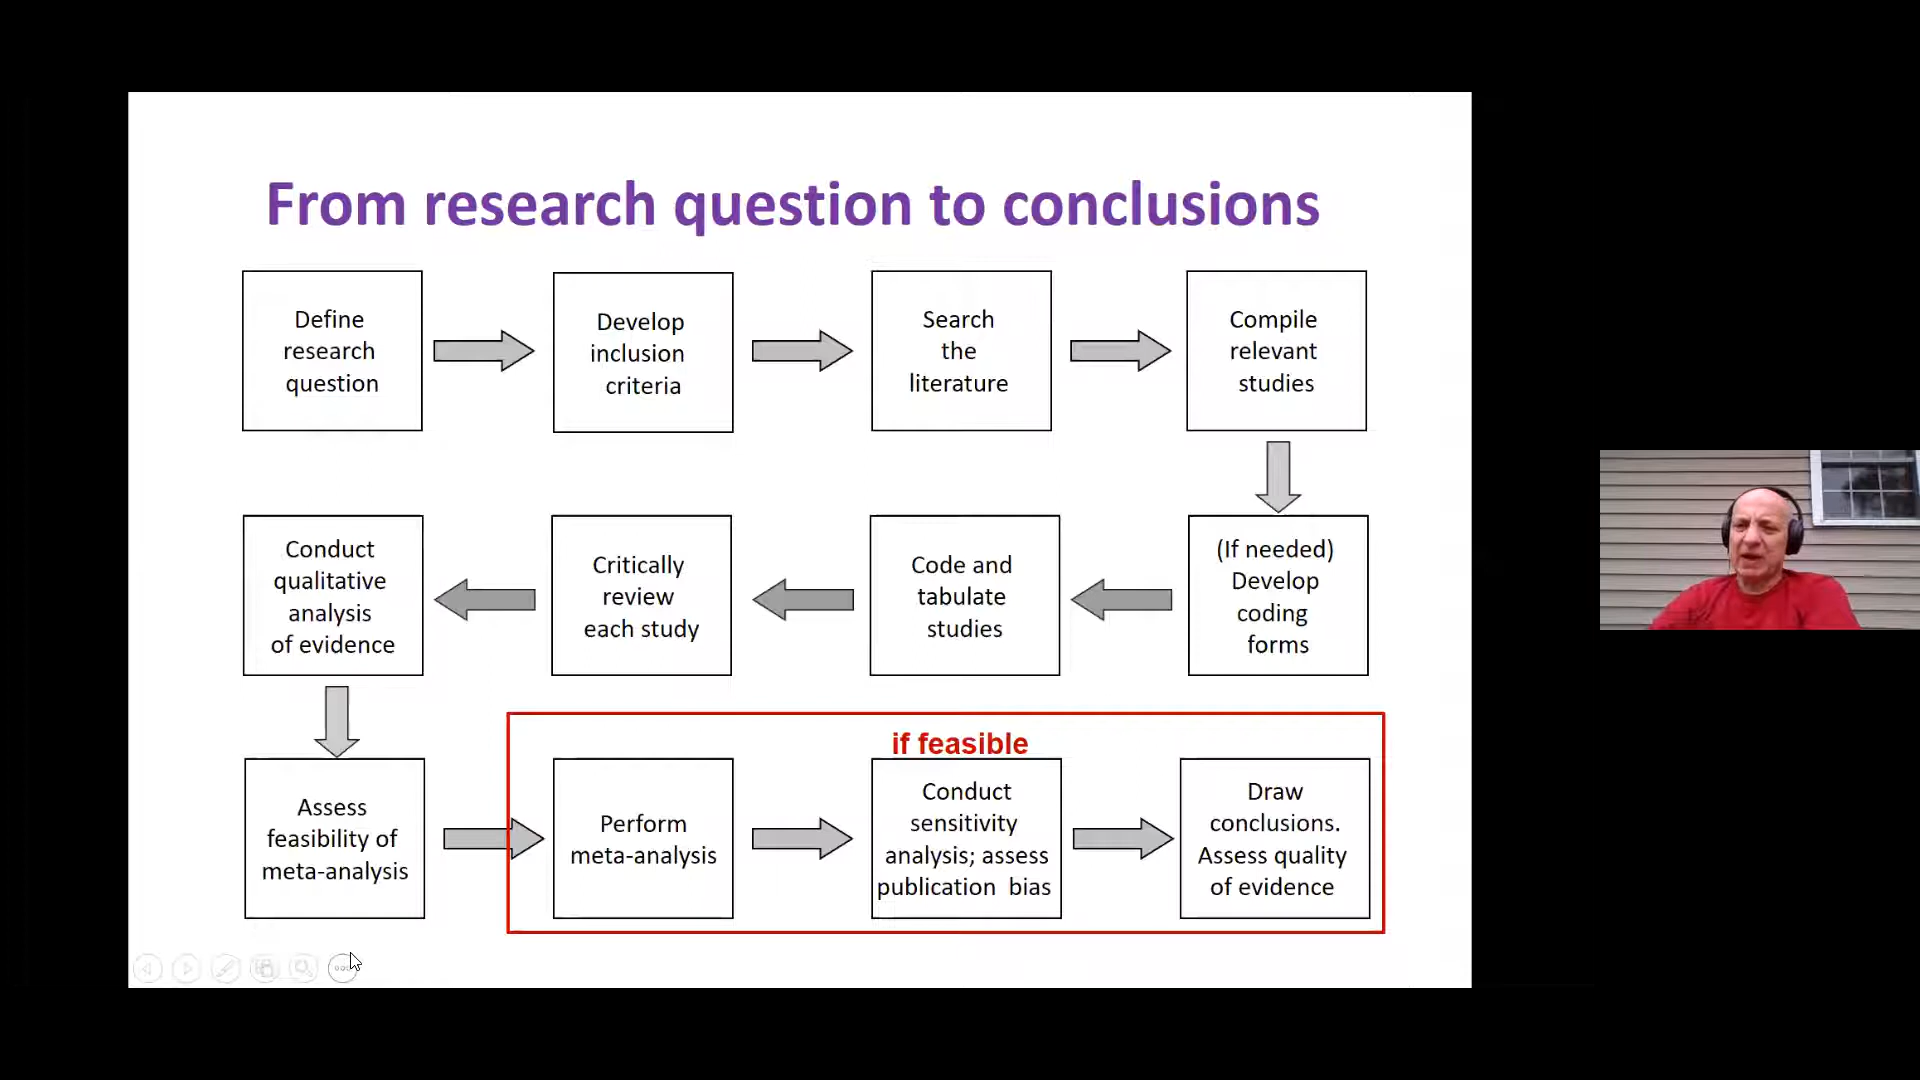 From research question to conclusions
Define
research
question
Develop
inclusion
criteria
Search
the
literature
Compile
relevant
studies
(If needed)
Develop
coding
forms
Code and
tabulate
studies
Critically
review
each study
Conduct
qualitative
analysis
of evidence
Assess
feasibility of
meta-analysis
if feasible
Perform
meta-analysis
Conduct
sensitivity
analysis; assess
publication bias
Draw
conclusions.
Assess quality
of evidence